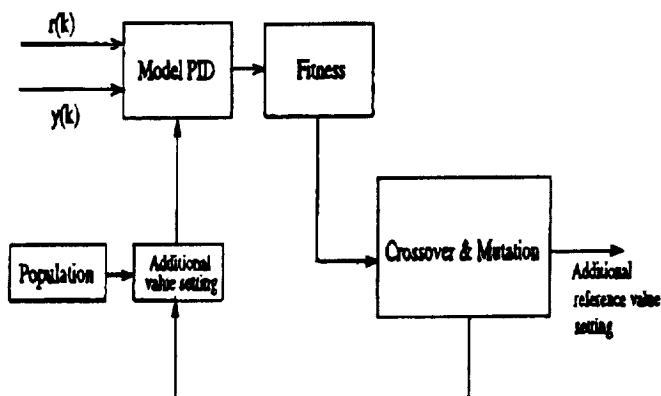 r(k)
Model PID
Fitness
y(k)
Crossover & Mutation
Population
Additional
value setting
Additional
reference value
setting